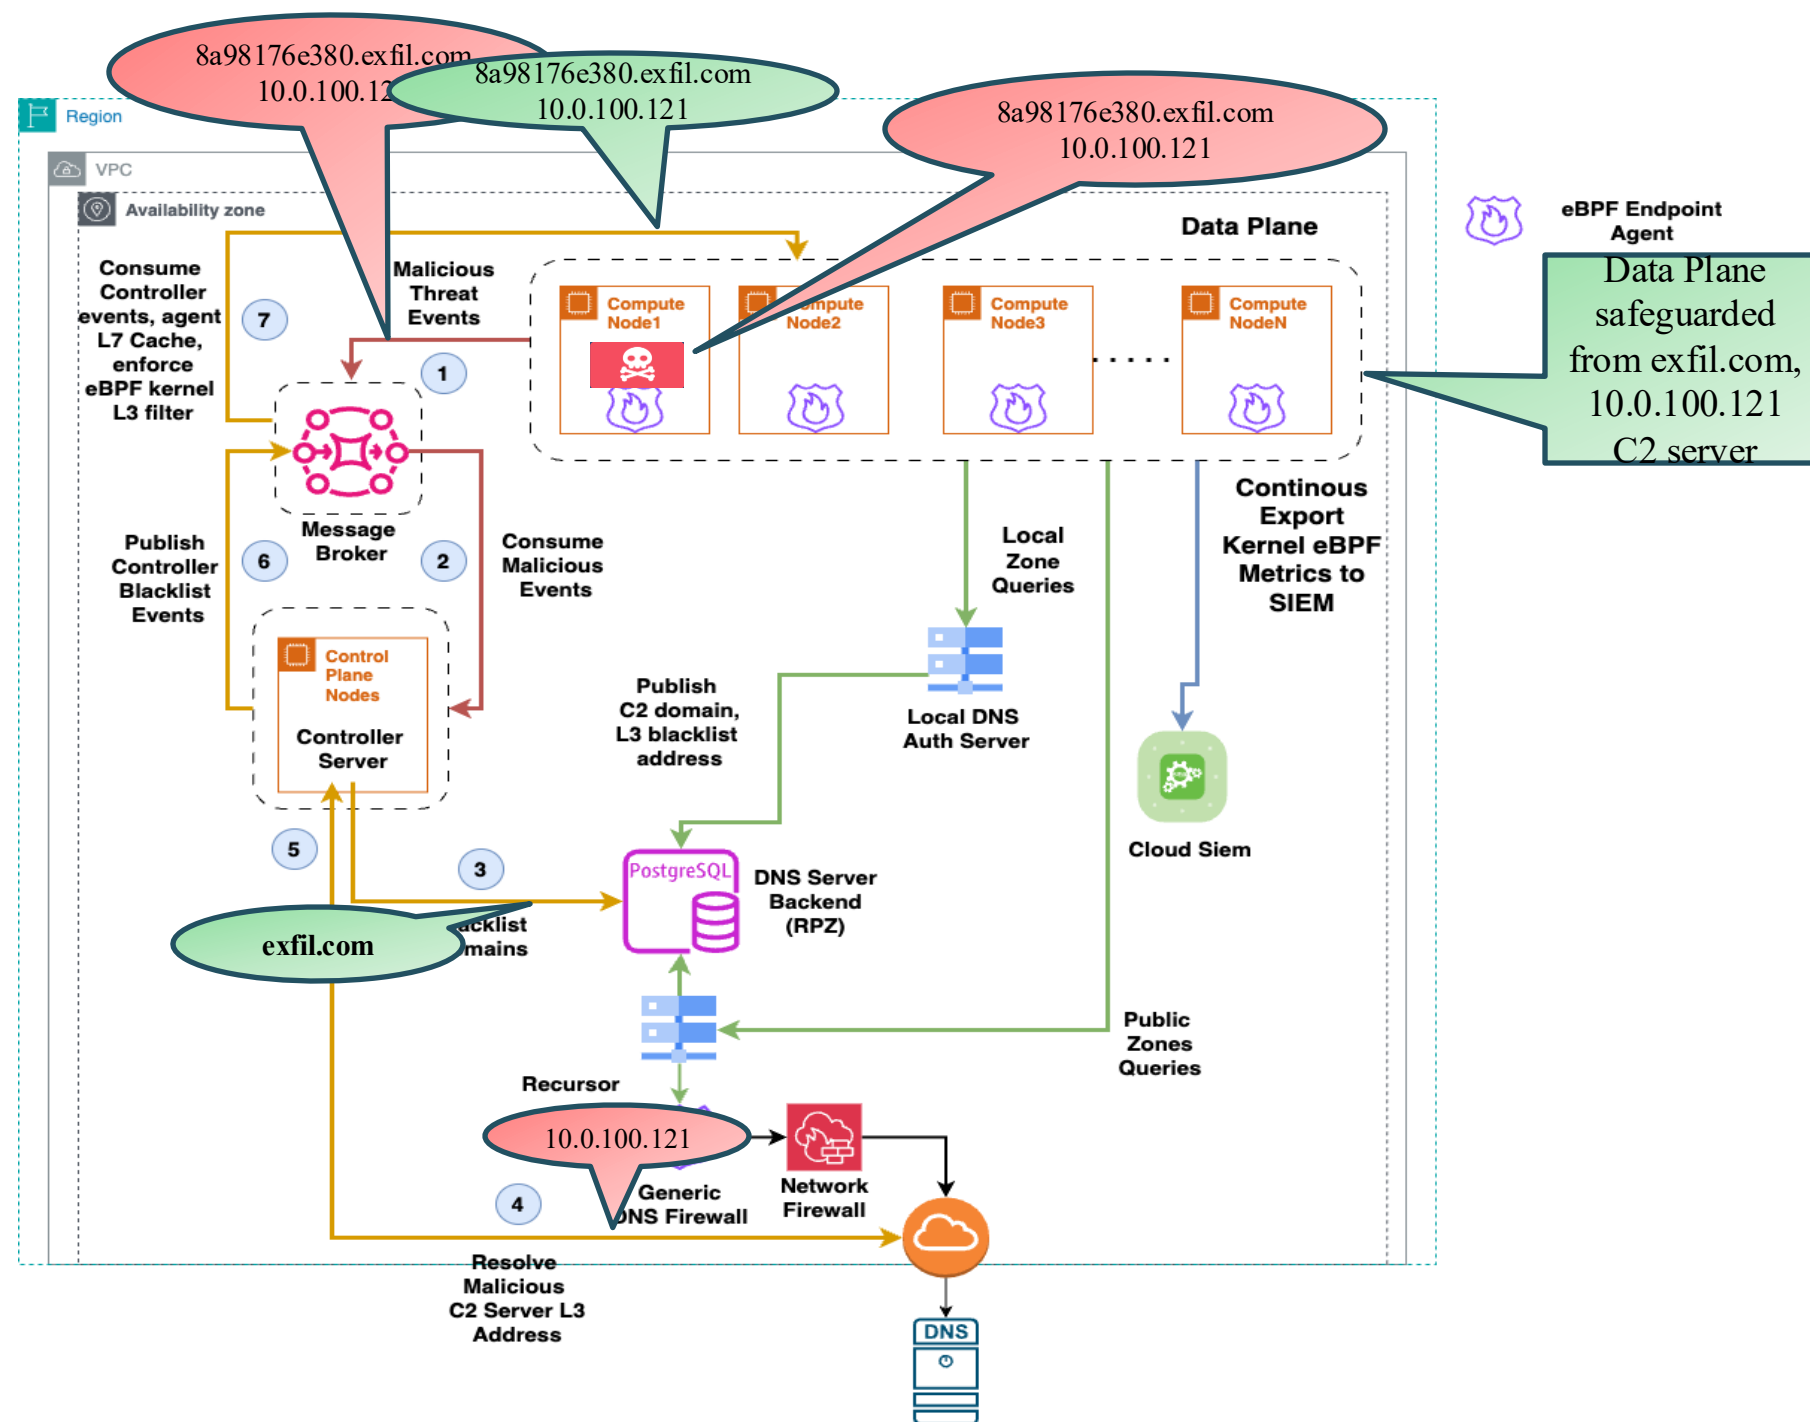 8a98176e380.exfil.com
10.0.100.12
8a98176e380.exfil.com
10.0.100.121
8a98176e380.exfil.com
10.0.100.121
Region
VPC
Availability zone
Data Plane
eBPF Endpoint
Agent
Data Plane
safeguarded
from exfil.com,
10.0.100.121
C2 server
Consume
Controller
events, agent
L7 Cache,
enforce
eBPF kernel
L3 filter
7
Malicious
Threat
Events
1
Compute
Node1
Compute
Node2
Compute
Node3
Compute
NodeN
Message
Broker
Publish
Controller
Blacklist
Events
6
2
Consume
Malicious
Events
Local
Zone
Queries
Continous
Export
Kernel eBPF
Metrics to
SIEM
Control
Plane
Nodes
Controller
Server
Publish
C2 domain,
L3 blacklist
address
Local DNS
Auth Server
Cloud Siem
5
3
PostgreSQL
DNS Server
Backend
(RPZ)
exfil.com
Public
Zones
Queries
Recursor
10.0.100.121
4
Generic
DNS Firewall
Network
Firewall
Resolve
Malicious
C2 Server L3
Address
DNS